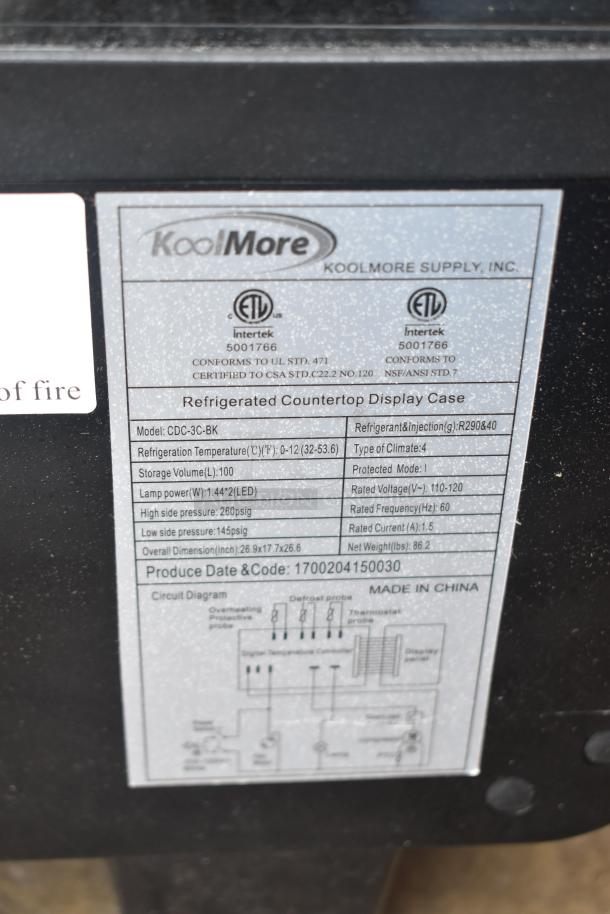 KoolMore
KOOLMORE SUPPLY, INC.
C ETL US
Intertek
5001766
CONFORMS TO UL STD. 471
CERTIFIED TO CSA STD.C22.2 NO.120
ETL
Intertek
5001766
CONFORMS TO
NSF/ANSI STD.7
of fire
Refrigerated Countertop Display Case
Model: CDC-3C-BK
Refrigerant&Injection(g):R290&40
Refrigeration Temperature(℃)(℉): 0-12 (32-53.6)
Type of Climate:4
Storage Volume(L):100
Protected Mode: I
Lamp power(W):1.44*2(LED)
Rated Voltage(V~): 110-120
High side pressure: 260psig
Rated Frequency(Hz): 60
Low side pressure:145psig
Rated Current (A):1.5
Overall Dimension(inch):26.9x17.7x26.6
Net Weight(lbs): 86.2
Produce Date &Code: 1700204150030
Circuit Diagram
MADE IN CHINA
Overheating
Protective
probe
Defrost probe
Thermostat
probe
Digital Temperature Controller
Display
panel